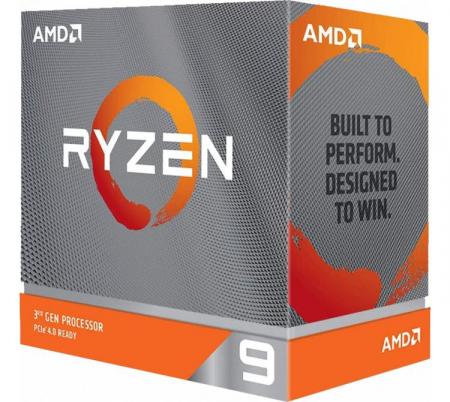 AMD
RYZEN
3RD GEN PROCESSOR
PCIe® 4.0 READY
9
AMD
BUILT TO
PERFORM.
DESIGNED
TO WIN.
AMD